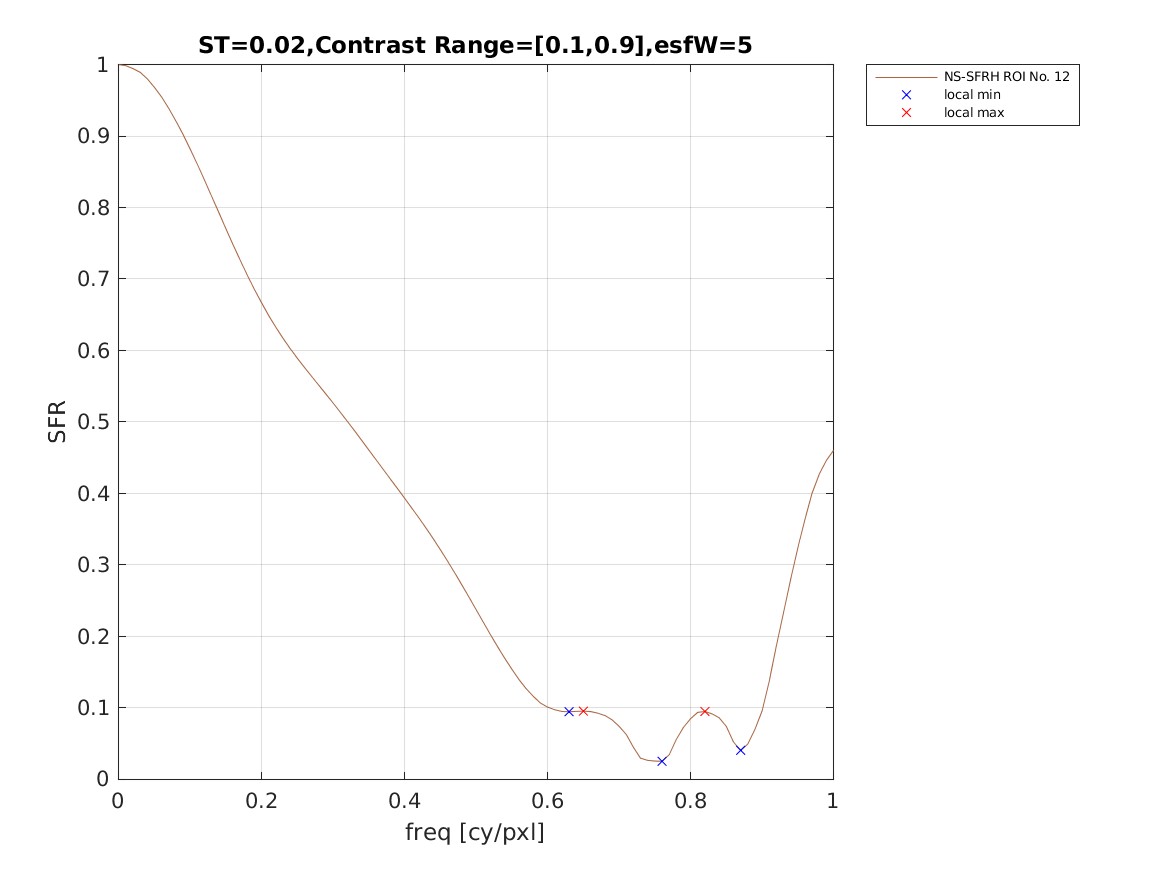 ST=0.02,Contrast Range=[0.1,0.9],esfW=5
NS-SFRH ROI No. 12
local min
local max
1
0.9
0.8
0.7
0.6
0.5
0.4
0.3
0.2
0.1
0
SFR
0
0.2
0.4
0.6
0.8
1
freq [cy/pxl]